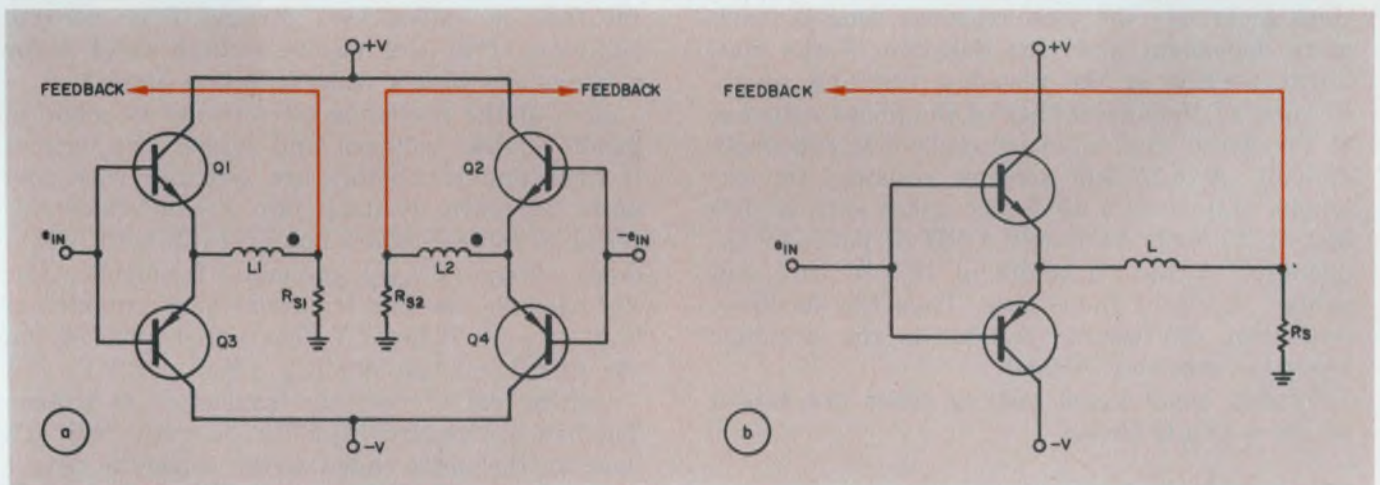 +V
FEEDBACK
FEEDBACK
Q1
Q2
eIN
-eIN
L1
L2
RS1
RS2
Q3
Q4
-V
a
+V
FEEDBACK
eIN
L
RS
-V
b